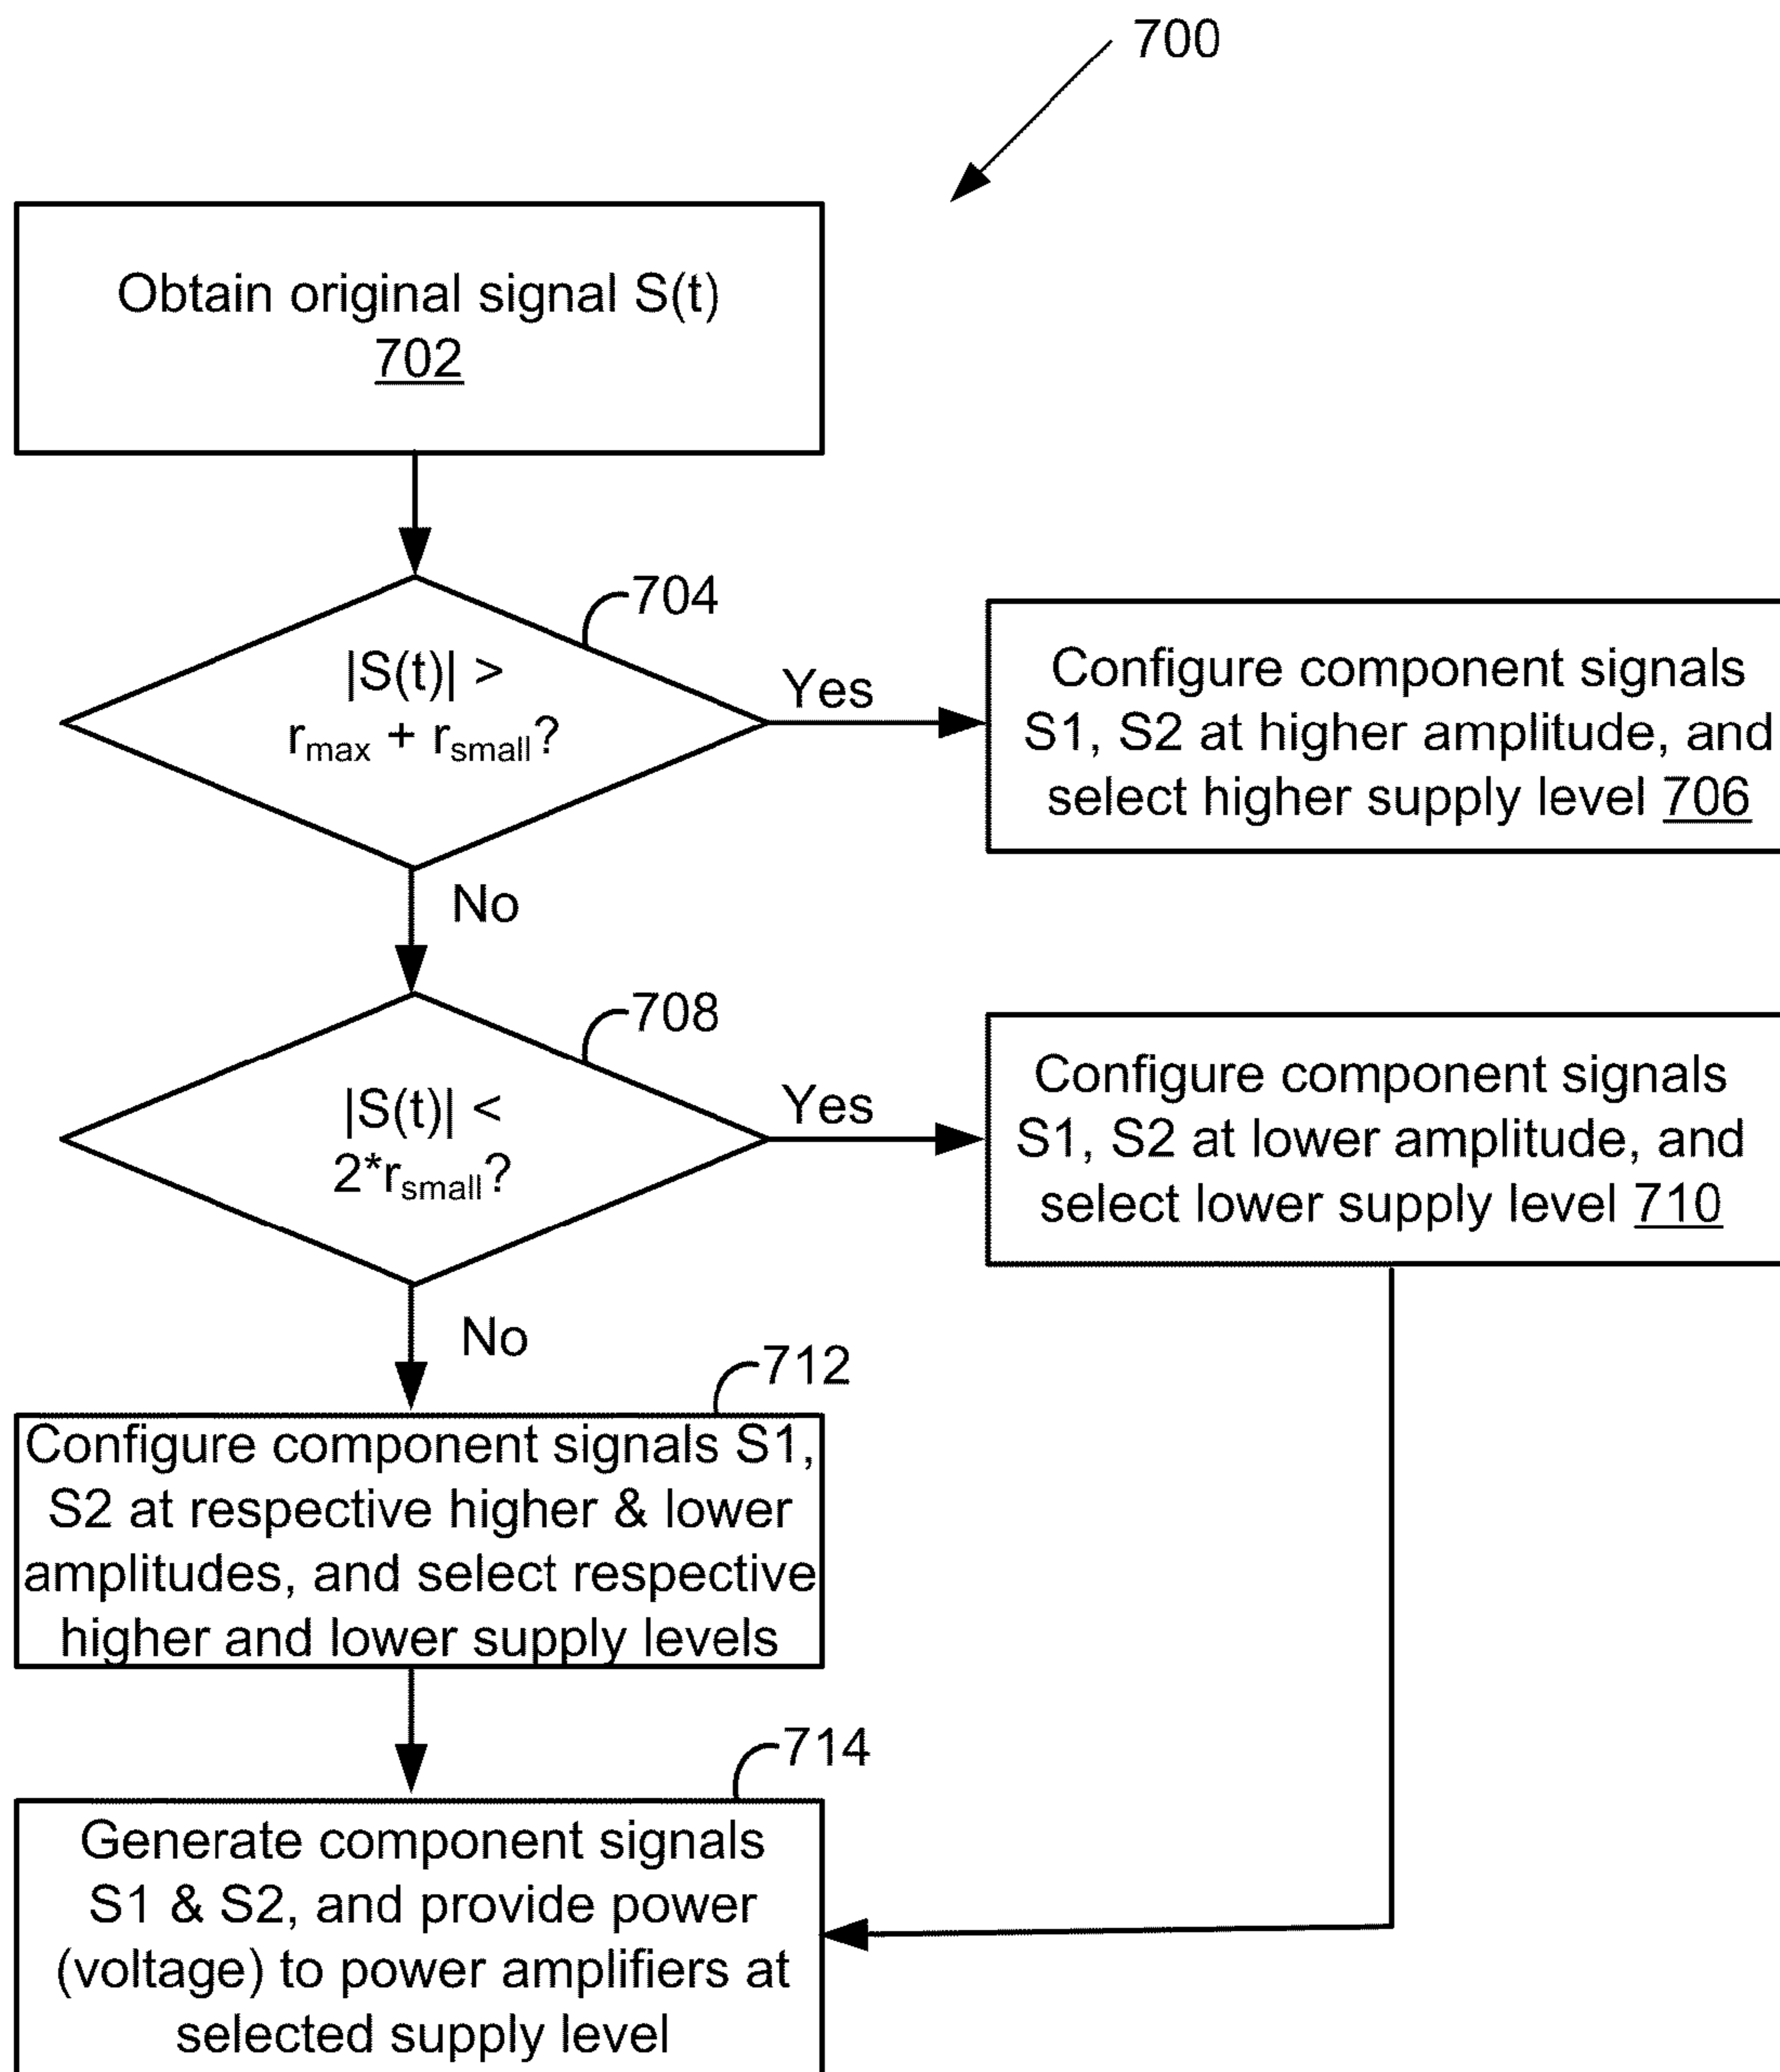 700
Obtain original signal S(t)
702
704
|S(t)| >
rmax + rsmall?
Yes
Configure component signals
S1, S2 at higher amplitude, and
select higher supply level 706
No
708
|S(t)| <
2*rsmall?
Yes
Configure component signals
S1, S2 at lower amplitude, and
select lower supply level 710
No
712
Configure component signals S1,
S2 at respective higher & lower
amplitudes, and select respective
higher and lower supply levels
714
Generate component signals
S1 & S2, and provide power
(voltage) to power amplifiers at
selected supply level